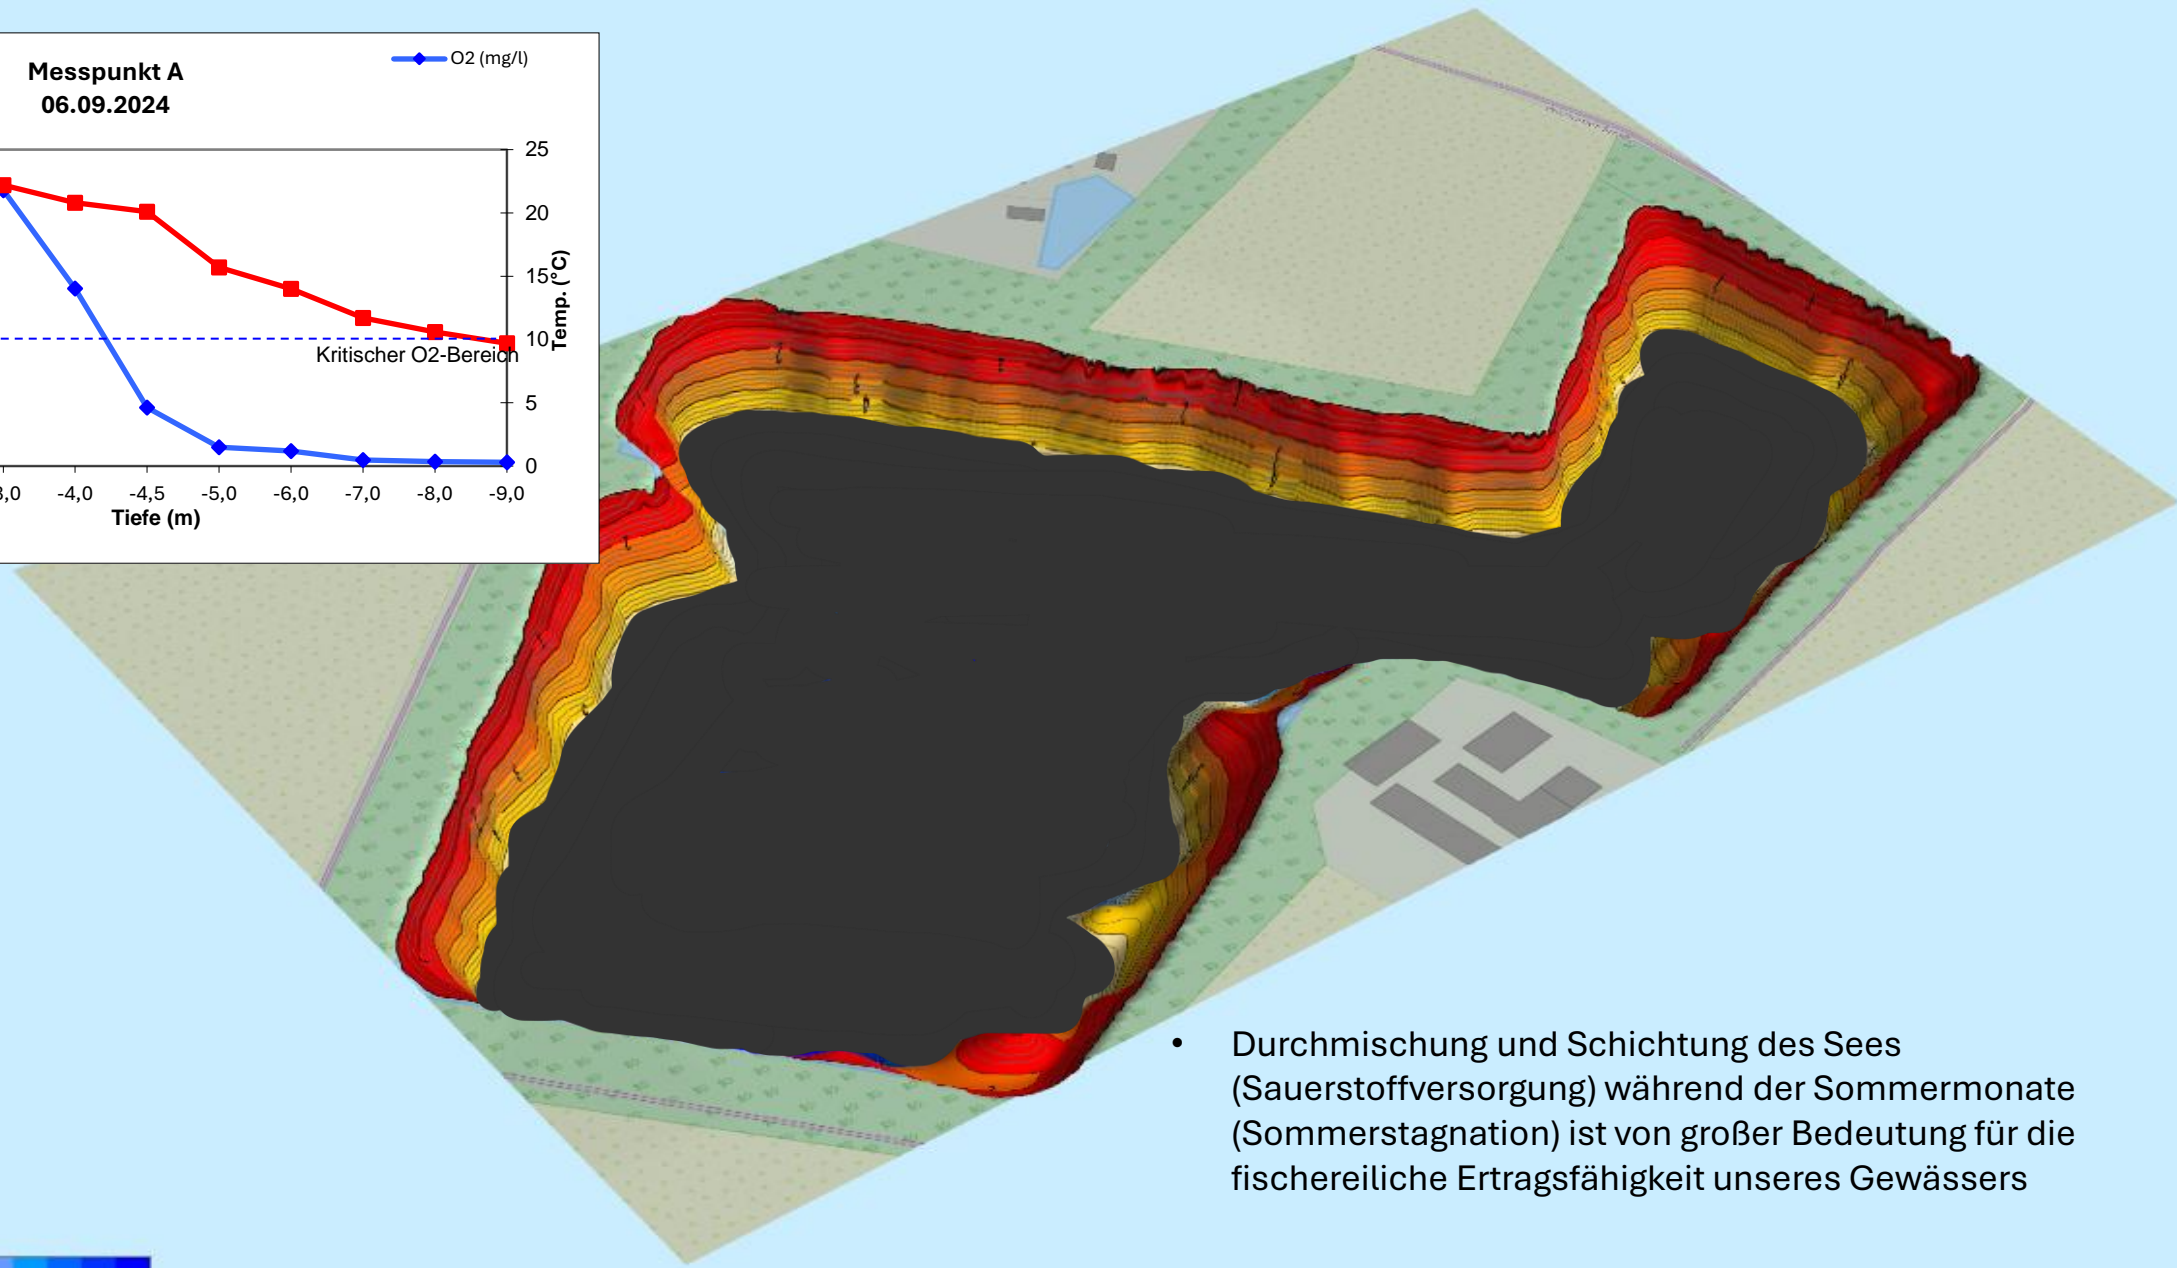 Messpunkt A
06.09.2024
O2 (mg/l)
25
20
15
10
5
0
Temp. (°C)
Kritischer O2-Bereich
3,0 -4,0 -4,5 -5,0 -6,0 -7,0 -8,0 -9,0
Tiefe (m)
• Durchmischung und Schichtung des Sees
(Sauerstoffversorgung) während der Sommermonate
(Sommerstagnation) ist von großer Bedeutung für die
fischereiliche Ertragsfähigkeit unseres Gewässers